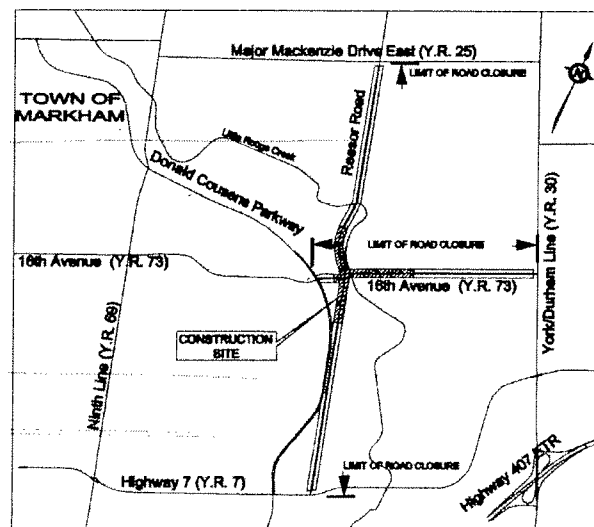 Major Mackenzie Drive East (Y.R. 25)
LIMIT OF ROAD CLOSURE
N
TOWN OF
MARKHAM
Reesor Road
Little Rouge Creek
Donald Cousens Parkway
York/Durham Line (Y.R. 30)
LIMIT OF ROAD CLOSURE
16th Avenue (Y.R. 73)
16th Avenue (Y.R. 73)
Ninth Line (Y.R. 69)
CONSTRUCTION
SITE
LIMIT OF ROAD CLOSURE
Highway 7 (Y.R. 7)
Highway 407 ETR